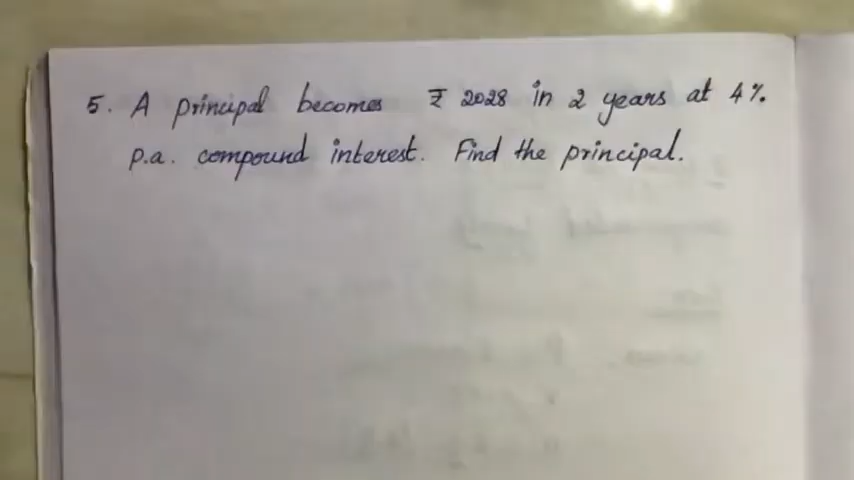 5. A principal becomes ₹ 2028 in 2 years at 4%.
p.a. compound interest. Find the principal.